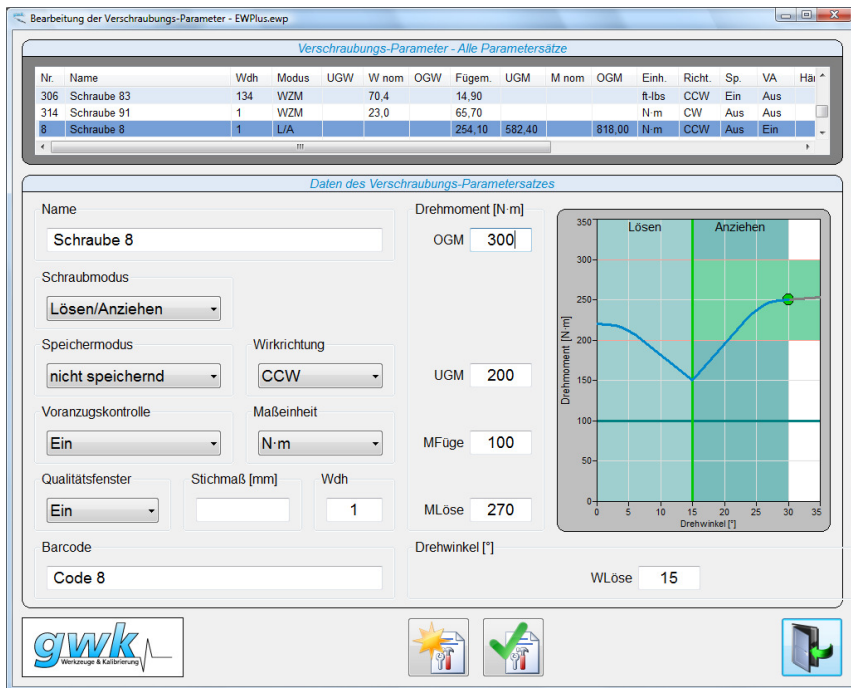 Bearbeitung der Verschraubungs-Parameter - EWPlus.ewp
Verschraubungs-Parameter - Alle Parametersätze
Nr. Name Wdh Modus UGW W nom OGW Fügem. UGM M nom OGM Einh. Richt. Sp. VA Här
306 Schraube 83 134 WZM 70,4 14,90 ft-lbs CCW Ein Aus
314 Schraube 91 1 WZM 23,0 65,70 N·m CW Aus Aus
8 Schraube 8 1 L/A 254,10 582,40 818,00 N·m CCW Aus Ein
Daten des Verschraubungs-Parametersatzes
Name
Schraube 8
Schraubmodus
Lösen/Anziehen
Speichermodus
nicht speichernd
Wirkrichtung
CCW
Voranzugskontrolle
Ein
Maßeinheit
N·m
Qualitätsfenster
Ein
Stichmaß [mm]
Wdh
1
Barcode
Code 8
Drehmoment [N·m]
OGM 300
UGM 200
MFüge 100
MLöse 270
Drehwinkel [°]
WLöse 15
Lösen Anziehen
Drehmoment [N·m]
350
300
250
200
150
100
50
0
0 5 10 15 20 25 30 35
Drehwinkel [°]
gwk
Werkzeuge & Kalibrierung